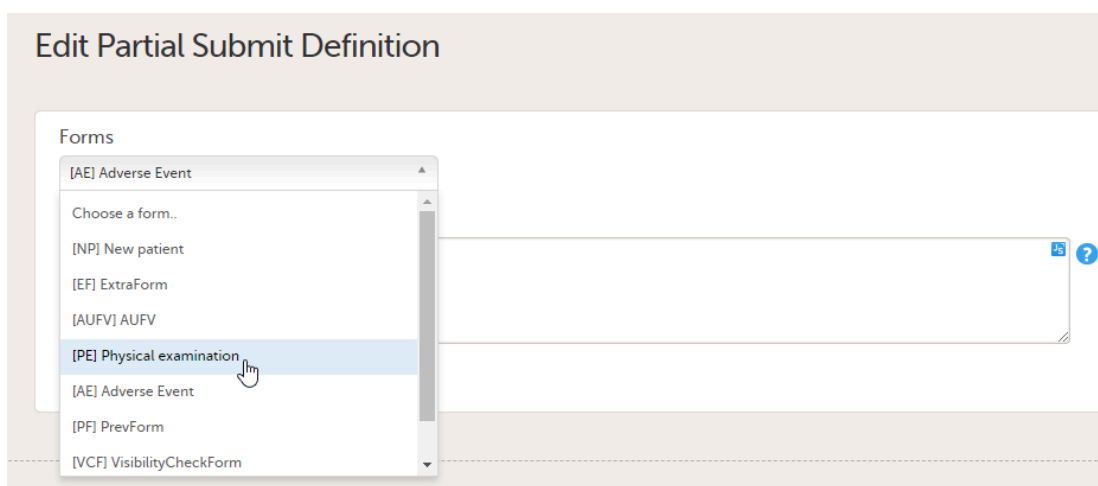 Edit Partial Submit Definition
Forms
[AE] Adverse Event
Choose a form..
[NP] New patient
[EF] ExtraForm
[AUFV] AUFV
[PE] Physical examination
[AE] Adverse Event
[PF] PrevForm
[VCF] VisibilityCheckForm
JS
?